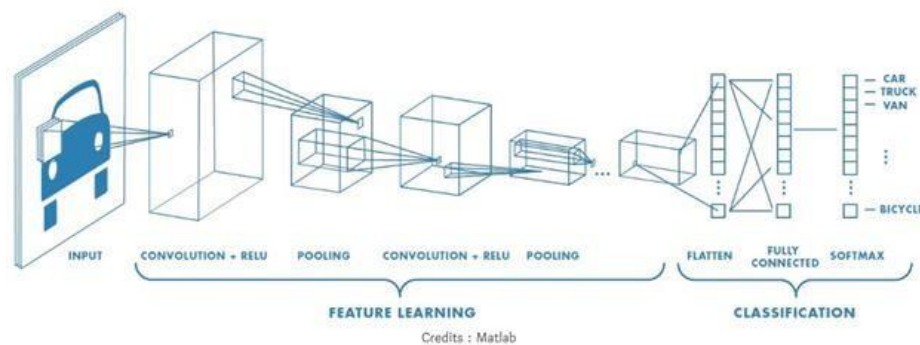 CAR
TRUCK
VAN
BICYCLE
INPUT
CONVOLUTION + RELU
POOLING
CONVOLUTION + RELU
POOLING
FLATTEN
FULLY
CONNECTED
SOFTMAX
FEATURE LEARNING
CLASSIFICATION
Credits : Matlab